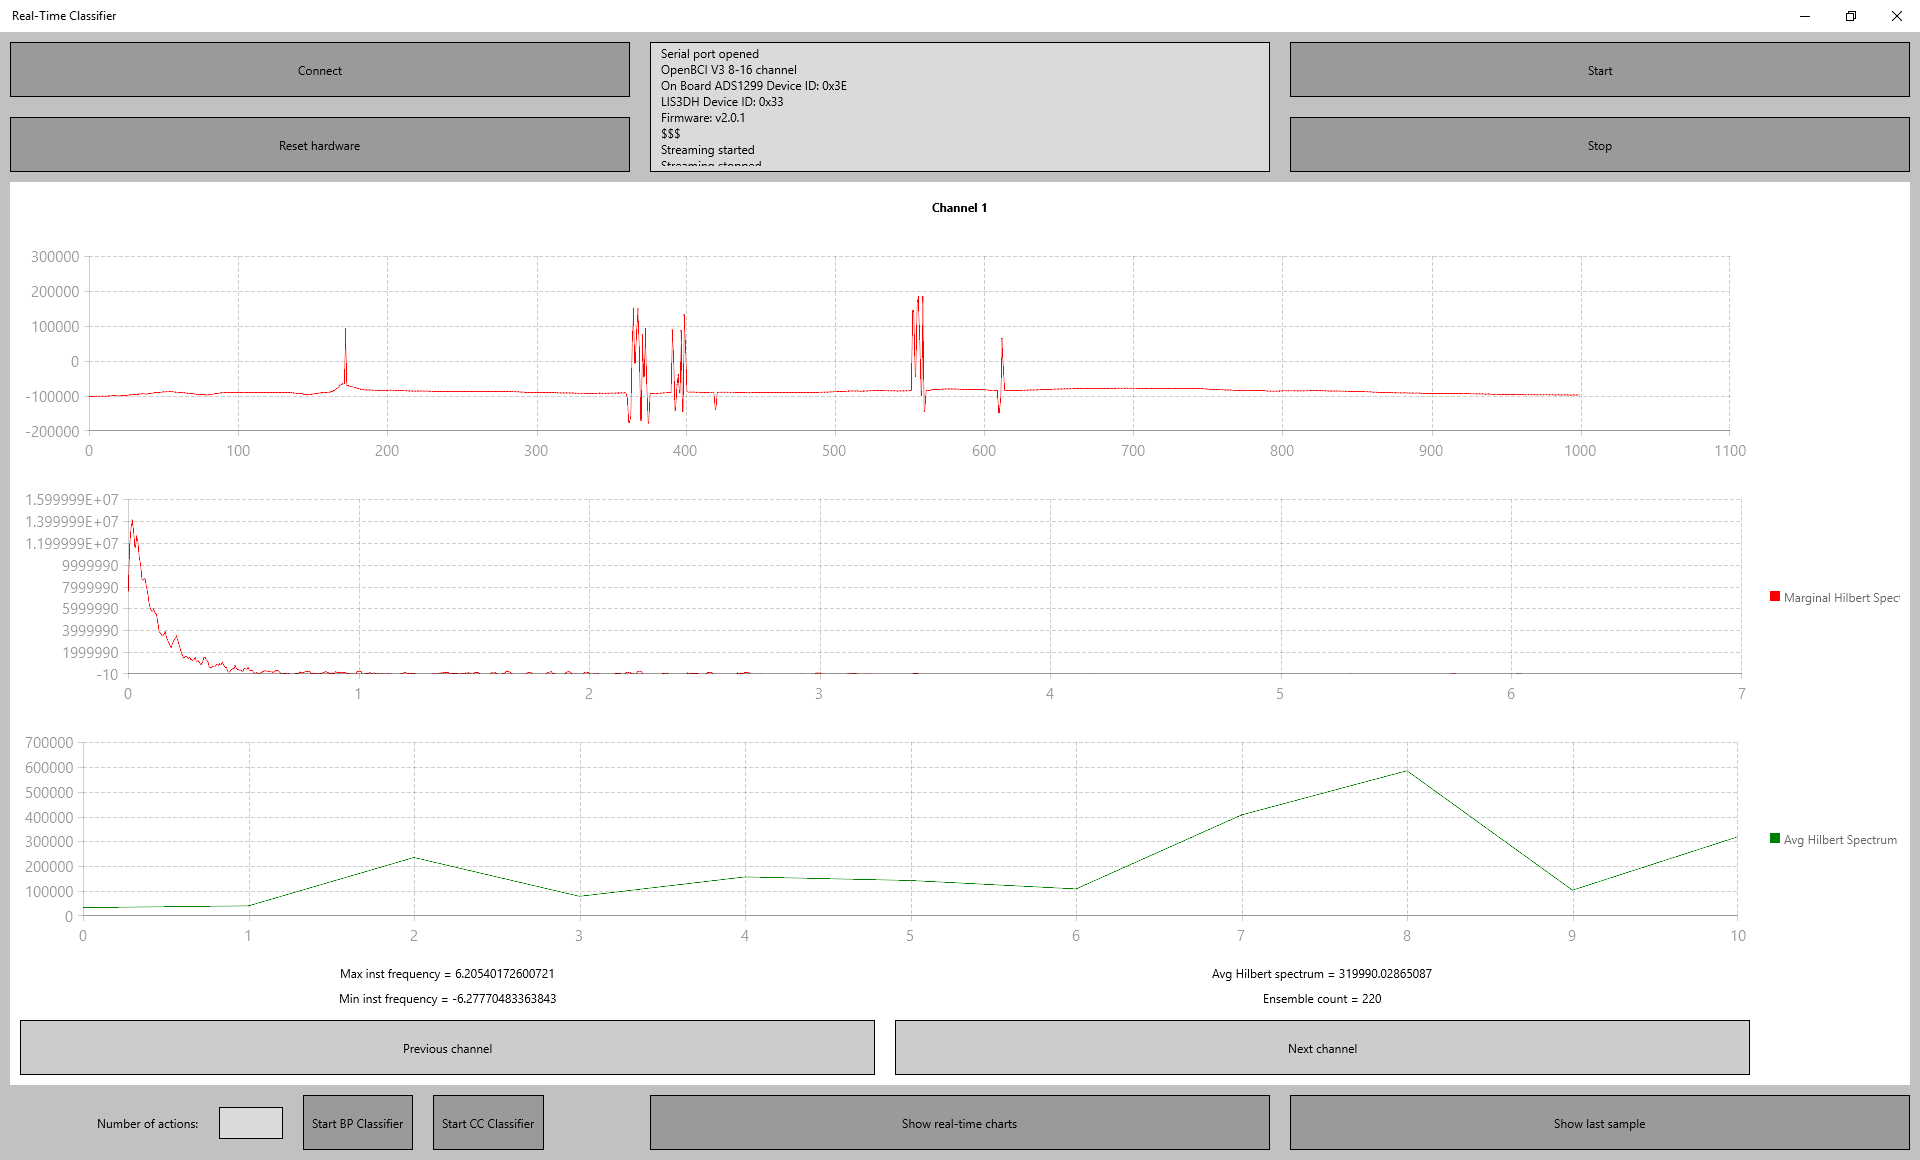 Real-Time Classifier
Connect
Reset hardware
Serial port opened
OpenBCI V3 8-16 channel
On Board ADS1299 Device ID: 0x3E
LIS3DH Device ID: 0x33
Firmware: v2.0.1
$$$
Streaming started
Streaming stopped
Start
Stop
Channel 1
300000
200000
100000
0
-100000
-200000
0 100 200 300 400 500 600 700 800 900 1000 1100
1.599999E+07
1.399999E+07
1.199999E+07
9999990
7999990
5999990
3999990
1999990
-10
0 1 2 3 4 5 6 7
Marginal Hilbert Spec
700000
600000
500000
400000
300000
200000
100000
0
0 1 2 3 4 5 6 7 8 9 10
Avg Hilbert Spectrum
Max inst frequency = 6.20540172600721
Min inst frequency = -6.27770483363843
Avg Hilbert spectrum = 319990.02865087
Ensemble count = 220
Previous channel
Next channel
Number of actions:
Start BP Classifier
Start CC Classifier
Show real-time charts
Show last sample